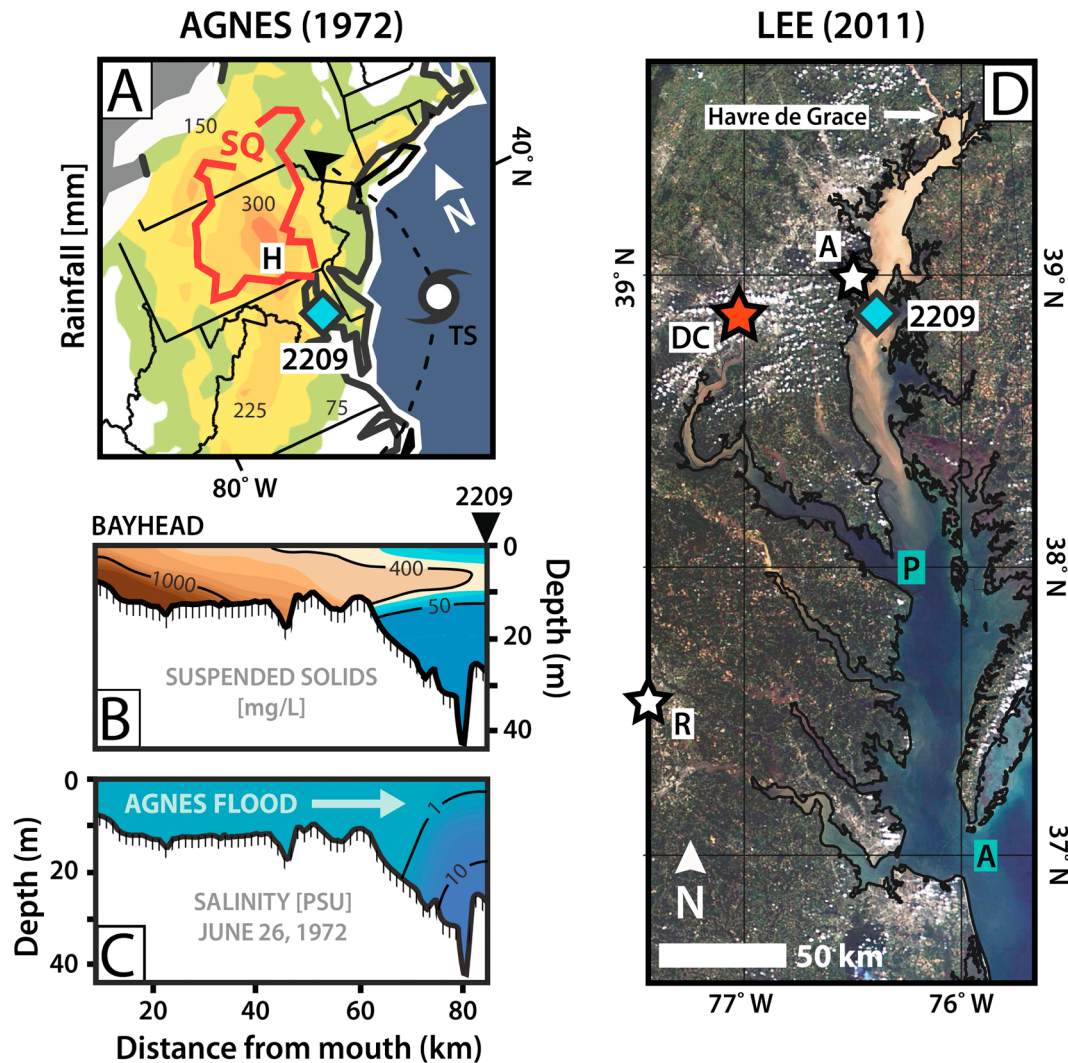 AGNES (1972)
LEE (2011)
A
150
SQ
300
H
2209
225
75
TS
N
40° N
80° W
Rainfall [mm]
BAYHEAD
2209
1000
400
50
SUSPENDED SOLIDS
[mg/L]
B
0
20
40
Depth (m)
AGNES FLOOD
1
10
SALINITY [PSU]
JUNE 26, 1972
C
0
20
40
Depth (m)
20
40
60
80
Distance from mouth (km)
D
Havre de Grace
A
DC
2209
P
R
A
N
50 km
39° N
39° N
38° N
37° N
77° W
76° W